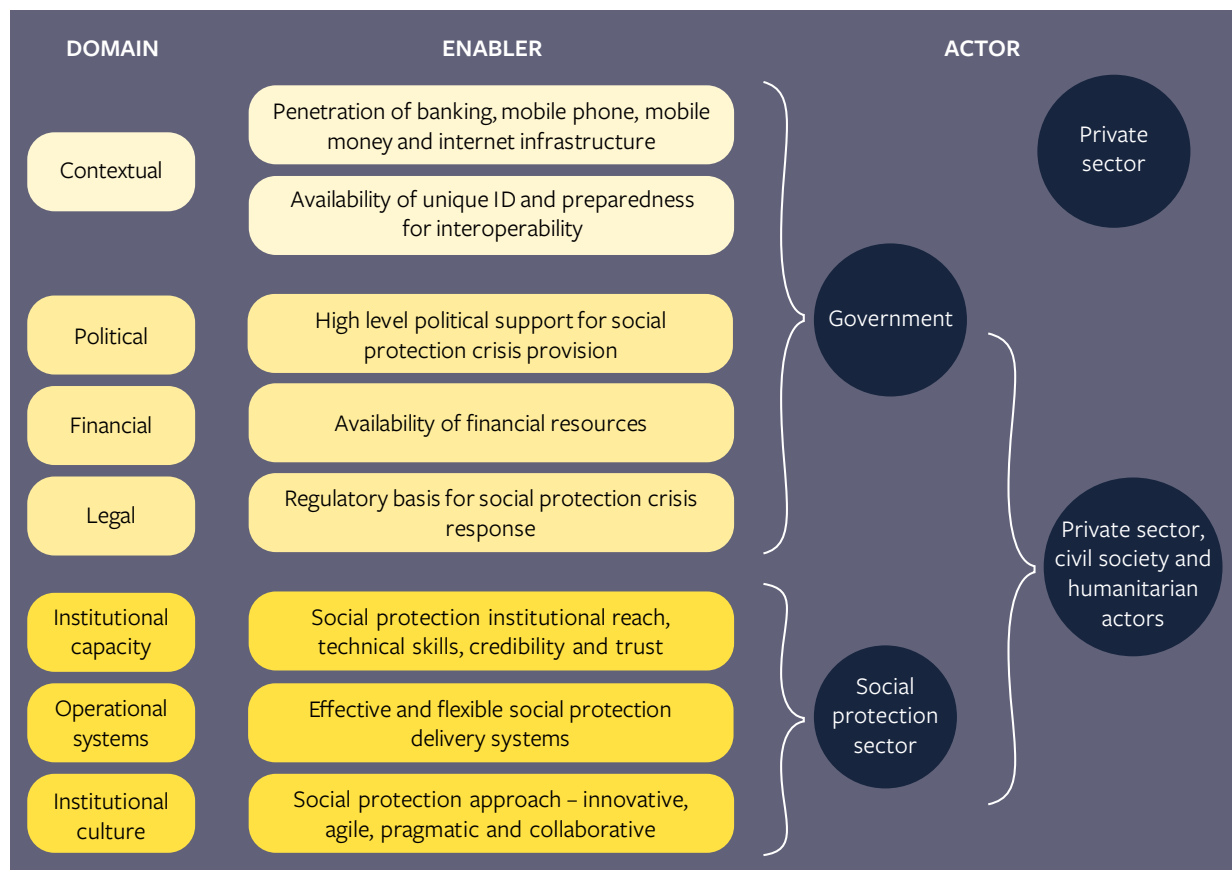 DOMAIN
ENABLER
ACTOR
Contextual
Penetration of banking, mobile phone, mobile
money and internet infrastructure
Availability of unique ID and preparedness
for interoperability
Private
sector
Political
High level political support for social
protection crisis provision
Government
Financial
Availability of financial resources
Legal
Regulatory basis for social protection crisis
response
Private sector,
civil society and
humanitarian
actors
Institutional
capacity
Social protection institutional reach,
technical skills, credibility and trust
Operational
systems
Effective and flexible social protection
delivery systems
Social
protection
sector
Institutional
culture
Social protection approach – innovative,
agile, pragmatic and collaborative